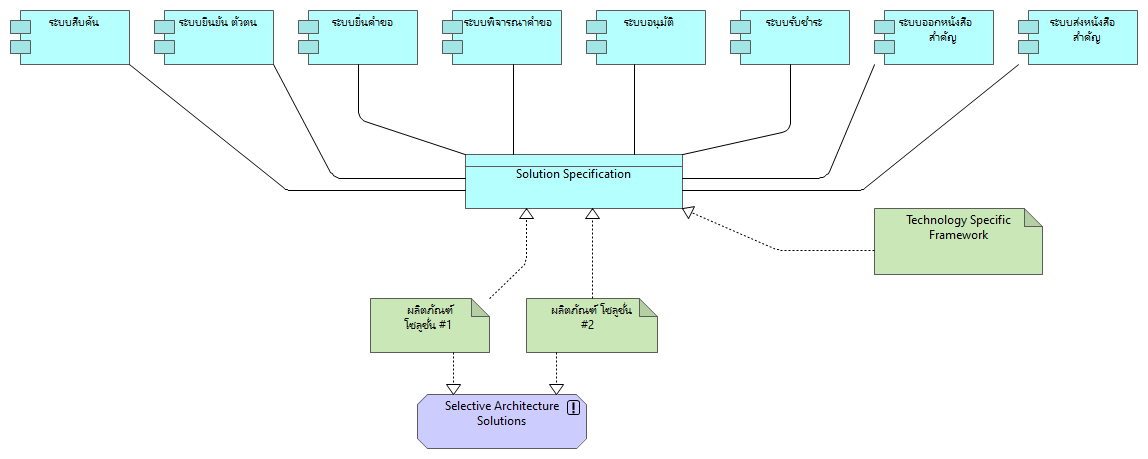 ระบบสืบค้น
ระบบยืนยัน ตัวตน
ระบบยื่นคำขอ
ระบบพิจารณาคำขอ
ระบบอนุมัติ
ระบบรับชำระ
ระบบออกหนังสือ
สำคัญ
ระบบส่งหนังสือ
สำคัญ
Solution Specification
Technology Specific
Framework
ผลิตภัณฑ์
โซลูชั่น #1
ผลิตภัณฑ์ โซลูชั่น
#2
Selective Architecture
Solutions